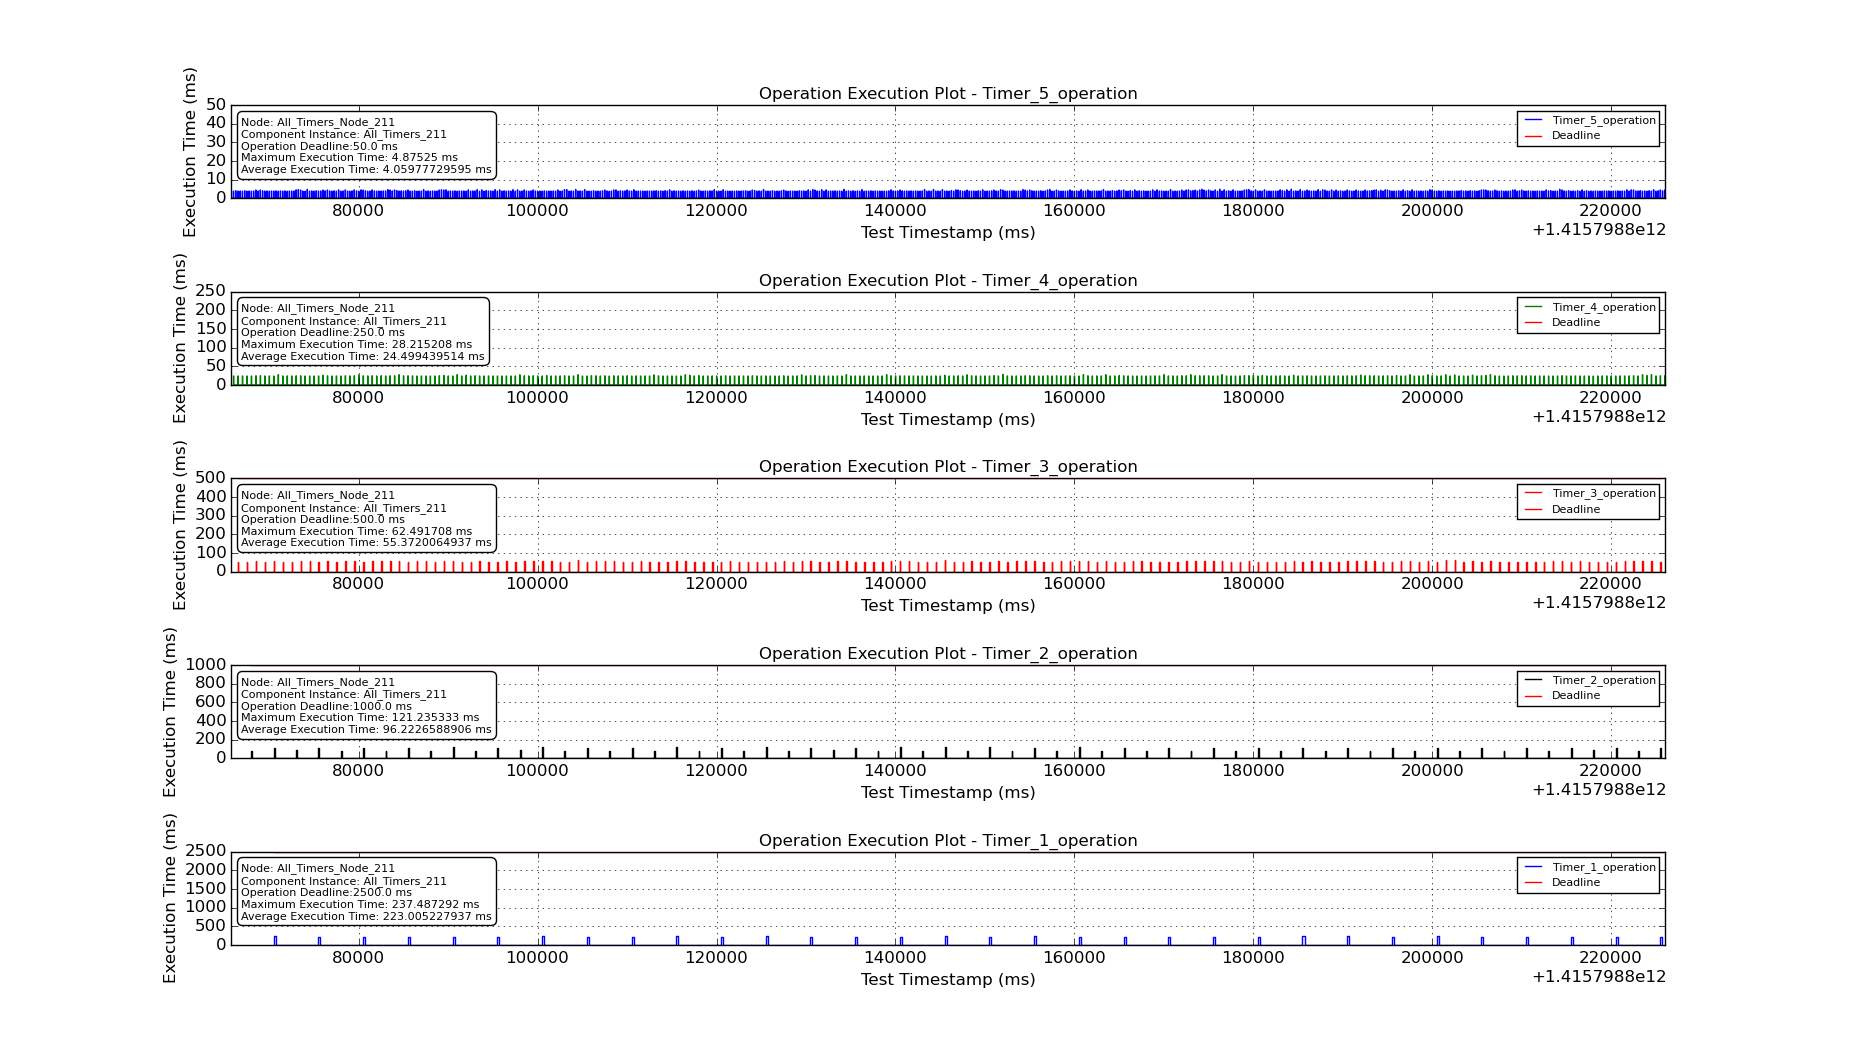 Operation Execution Plot - Timer_5_operation
Execution Time (ms)
50
40
30
20
10
0
Node: All_Timers_Node_211
Component Instance: All_Timers_211
Operation Deadline:50.0 ms
Maximum Execution Time: 4.87525 ms
Average Execution Time: 4.05977729595 ms
Timer_5_operation
Deadline
80000 100000 120000 140000 160000 180000 200000 220000
+1.4157988e12
Test Timestamp (ms)
Operation Execution Plot - Timer_4_operation
Execution Time (ms)
250
200
150
100
50
0
Node: All_Timers_Node_211
Component Instance: All_Timers_211
Operation Deadline:250.0 ms
Maximum Execution Time: 28.215208 ms
Average Execution Time: 24.499439514 ms
Timer_4_operation
Deadline
80000 100000 120000 140000 160000 180000 200000 220000
+1.4157988e12
Test Timestamp (ms)
Operation Execution Plot - Timer_3_operation
Execution Time (ms)
500
400
300
200
100
0
Node: All_Timers_Node_211
Component Instance: All_Timers_211
Operation Deadline:500.0 ms
Maximum Execution Time: 62.491708 ms
Average Execution Time: 55.3720064937 ms
Timer_3_operation
Deadline
80000 100000 120000 140000 160000 180000 200000 220000
+1.4157988e12
Test Timestamp (ms)
Operation Execution Plot - Timer_2_operation
Execution Time (ms)
1000
800
600
400
200
0
Node: All_Timers_Node_211
Component Instance: All_Timers_211
Operation Deadline:1000.0 ms
Maximum Execution Time: 121.235333 ms
Average Execution Time: 96.2226588906 ms
Timer_2_operation
Deadline
80000 100000 120000 140000 160000 180000 200000 220000
+1.4157988e12
Test Timestamp (ms)
Operation Execution Plot - Timer_1_operation
Execution Time (ms)
2500
2000
1500
1000
500
0
Node: All_Timers_Node_211
Component Instance: All_Timers_211
Operation Deadline:2500.0 ms
Maximum Execution Time: 237.487292 ms
Average Execution Time: 223.005227937 ms
Timer_1_operation
Deadline
80000 100000 120000 140000 160000 180000 200000 220000
+1.4157988e12
Test Timestamp (ms)